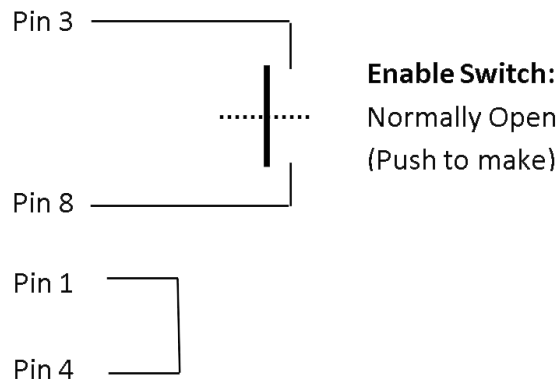 Pin 3
Enable Switch:
Normally Open
(Push to make)
Pin 8
Pin 1
Pin 4